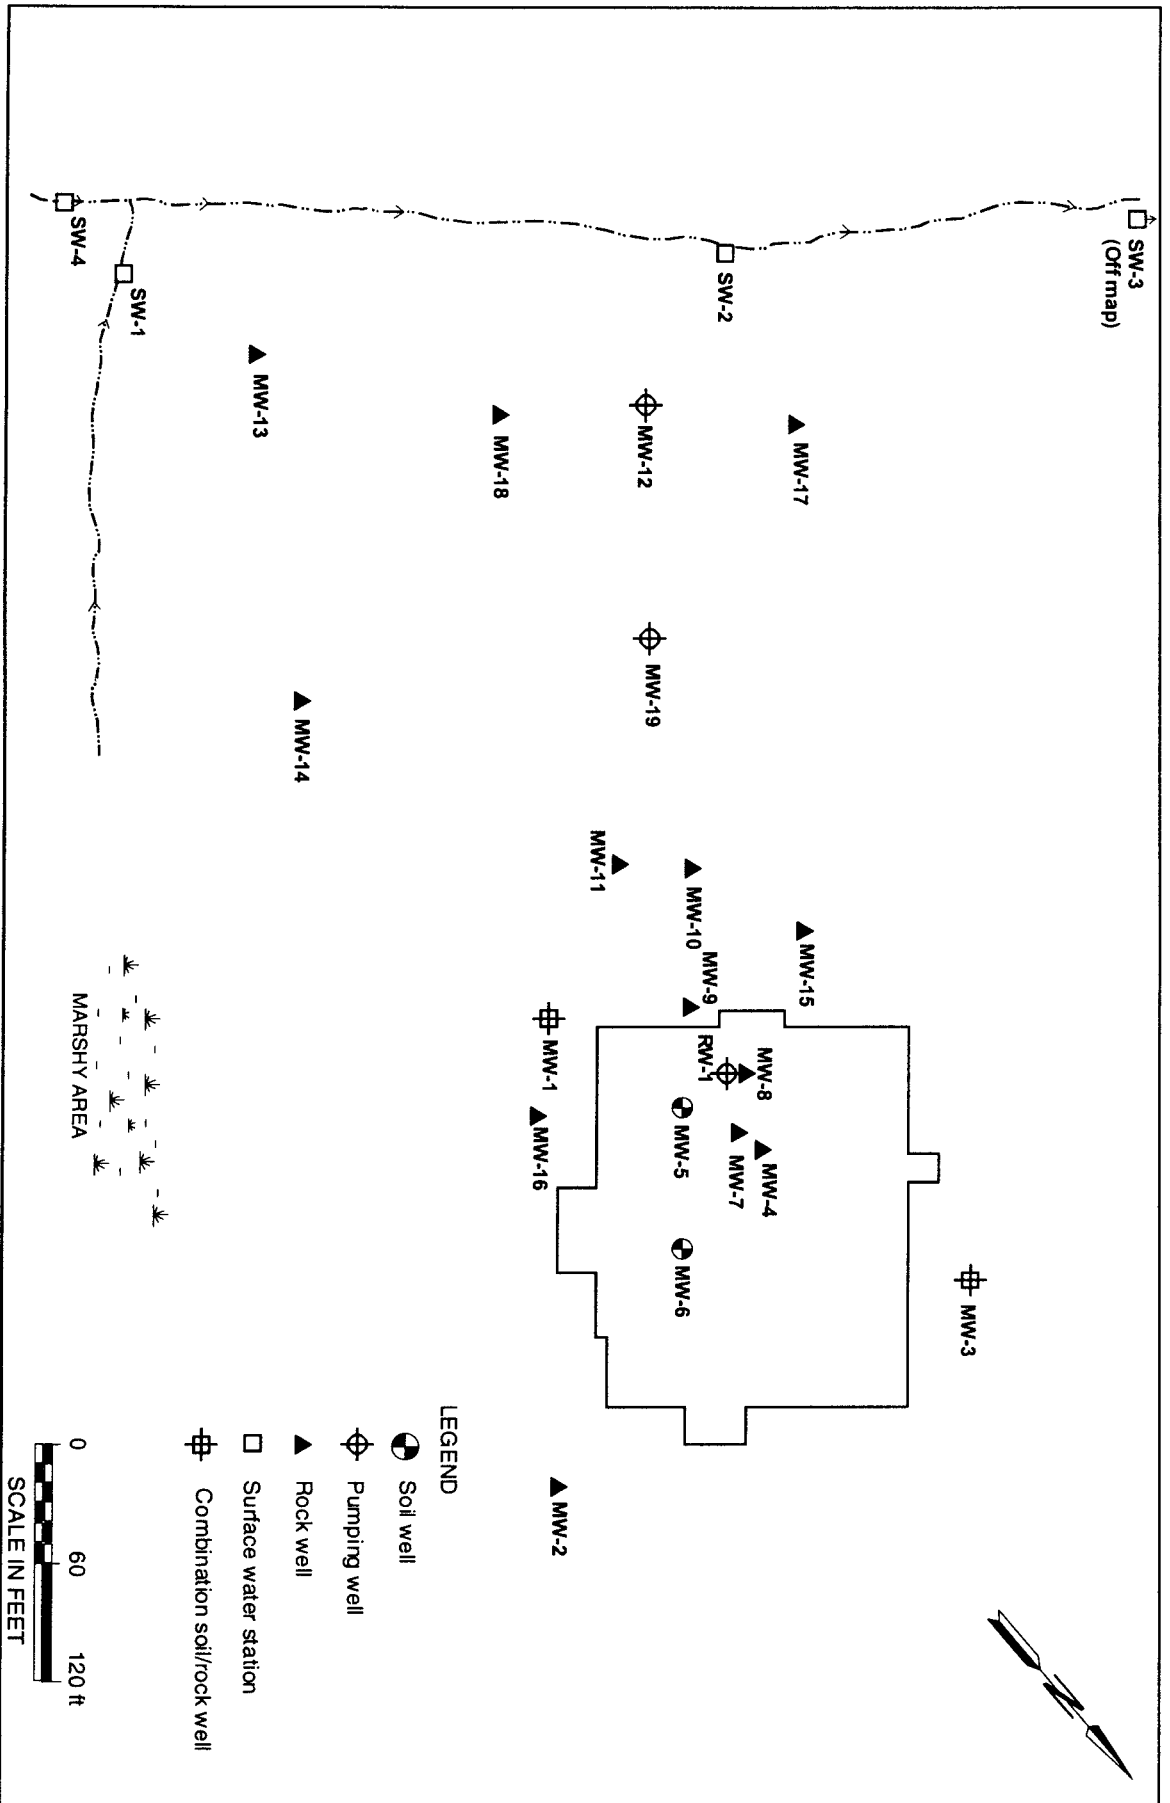 SW-3
(Off map)
SW-2
SW-4
SW-1
MW-17
MW-12
MW-18
MW-13
MW-19
MW-14
MW-15
MW-10
MW-11
MW-9
MW-8
RW-1
MW-1
MW-4
MW-7
MW-5
MW-16
MW-6
MW-3
MW-2
MARSHY AREA
N
LEGEND
Soil well
Pumping well
Rock well
Surface water station
Combination soil/rock well
0 60 120 ft
SCALE IN FEET